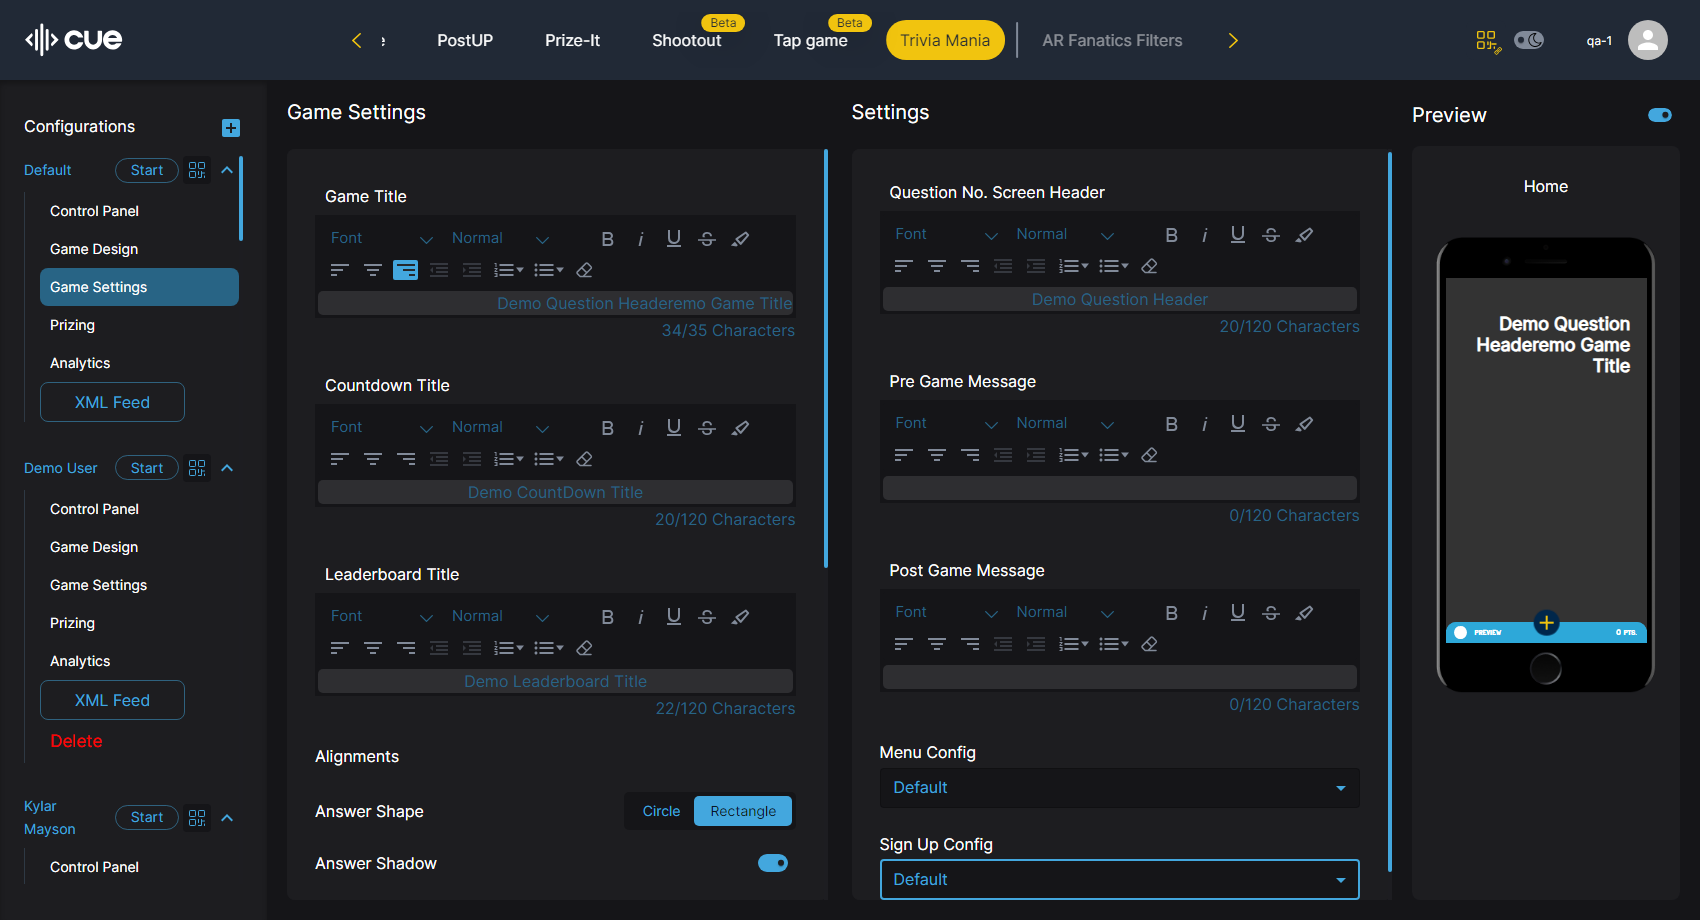 cue
PostUP
Prize-It
Beta
Shootout
Beta
Tap game
Trivia Mania
AR Fanatics Filters
qa-1
Configurations
Default
Start
Control Panel
Game Design
Game Settings
Prizing
Analytics
XML Feed
Demo User
Start
Control Panel
Game Design
Game Settings
Prizing
Analytics
XML Feed
Delete
Kylar
Mayson
Start
Control Panel
Game Settings
Game Title
Font Normal B i U S
Demo Question Headeremo Game Title
34/35 Characters
Countdown Title
Font Normal B i U S
Demo CountDown Title
20/120 Characters
Leaderboard Title
Font Normal B i U S
Demo Leaderboard Title
22/120 Characters
Alignments
Answer Shape
Circle
Rectangle
Answer Shadow
Settings
Question No. Screen Header
Font Normal B i U S
Demo Question Header
20/120 Characters
Pre Game Message
Font Normal B i U S
0/120 Characters
Post Game Message
Font Normal B i U S
0/120 Characters
Menu Config
Default
Sign Up Config
Default
Preview
Home
Demo Question
Headeremo Game
Title
PREVIEW
0 PTS.